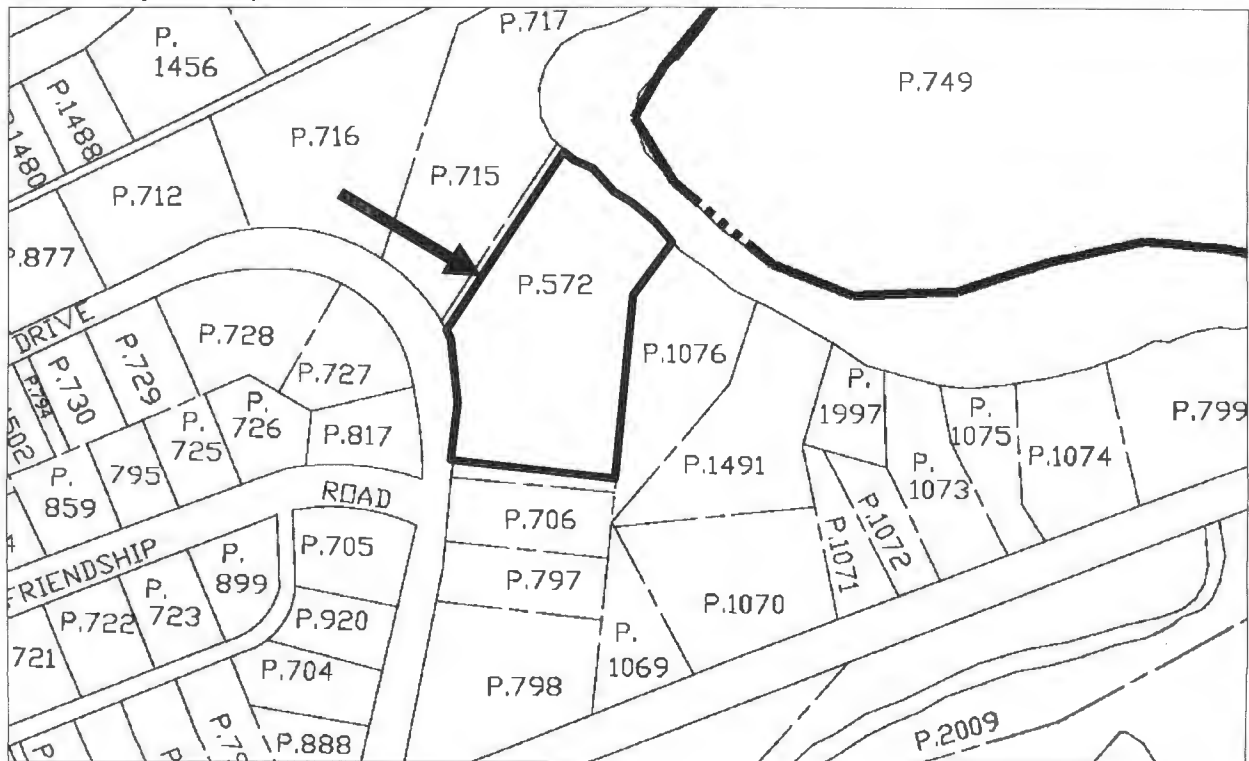 P.717
P.
1456
P.749
P.1488
P.1480
P.716
P.715
P.712
P.877
P.572
DRIVE
P.728
P.727
P.1076
P.729
P.730
P.794
P.
726
P.
725
P.817
P.
1997
P.
1075
P.799
P.1491
P.
1073
P.1074
P.
859
795
ROAD
P.706
P.1072
P.1071
P.705
P.797
FRIENDSHIP
P.
899
P.1070
P.
723
P.722
P.920
P.
1069
721
P.704
P.798
P.888
P.2009